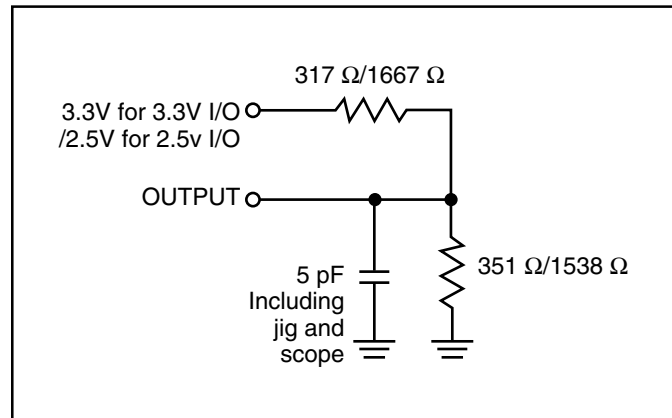 317 Ω/1667 Ω
3.3V for 3.3V I/O
/2.5V for 2.5v I/O
OUTPUT
351 Ω/1538 Ω
5 pF
Including
jig and
scope